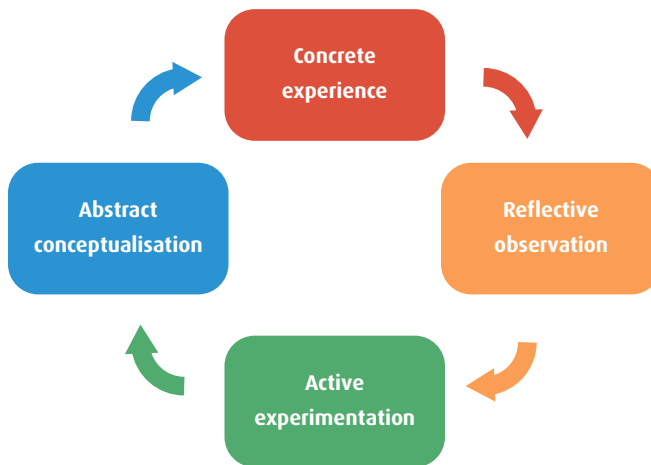 Concrete
experience
Abstract
conceptualisation
Reflective
observation
Active
experimentation